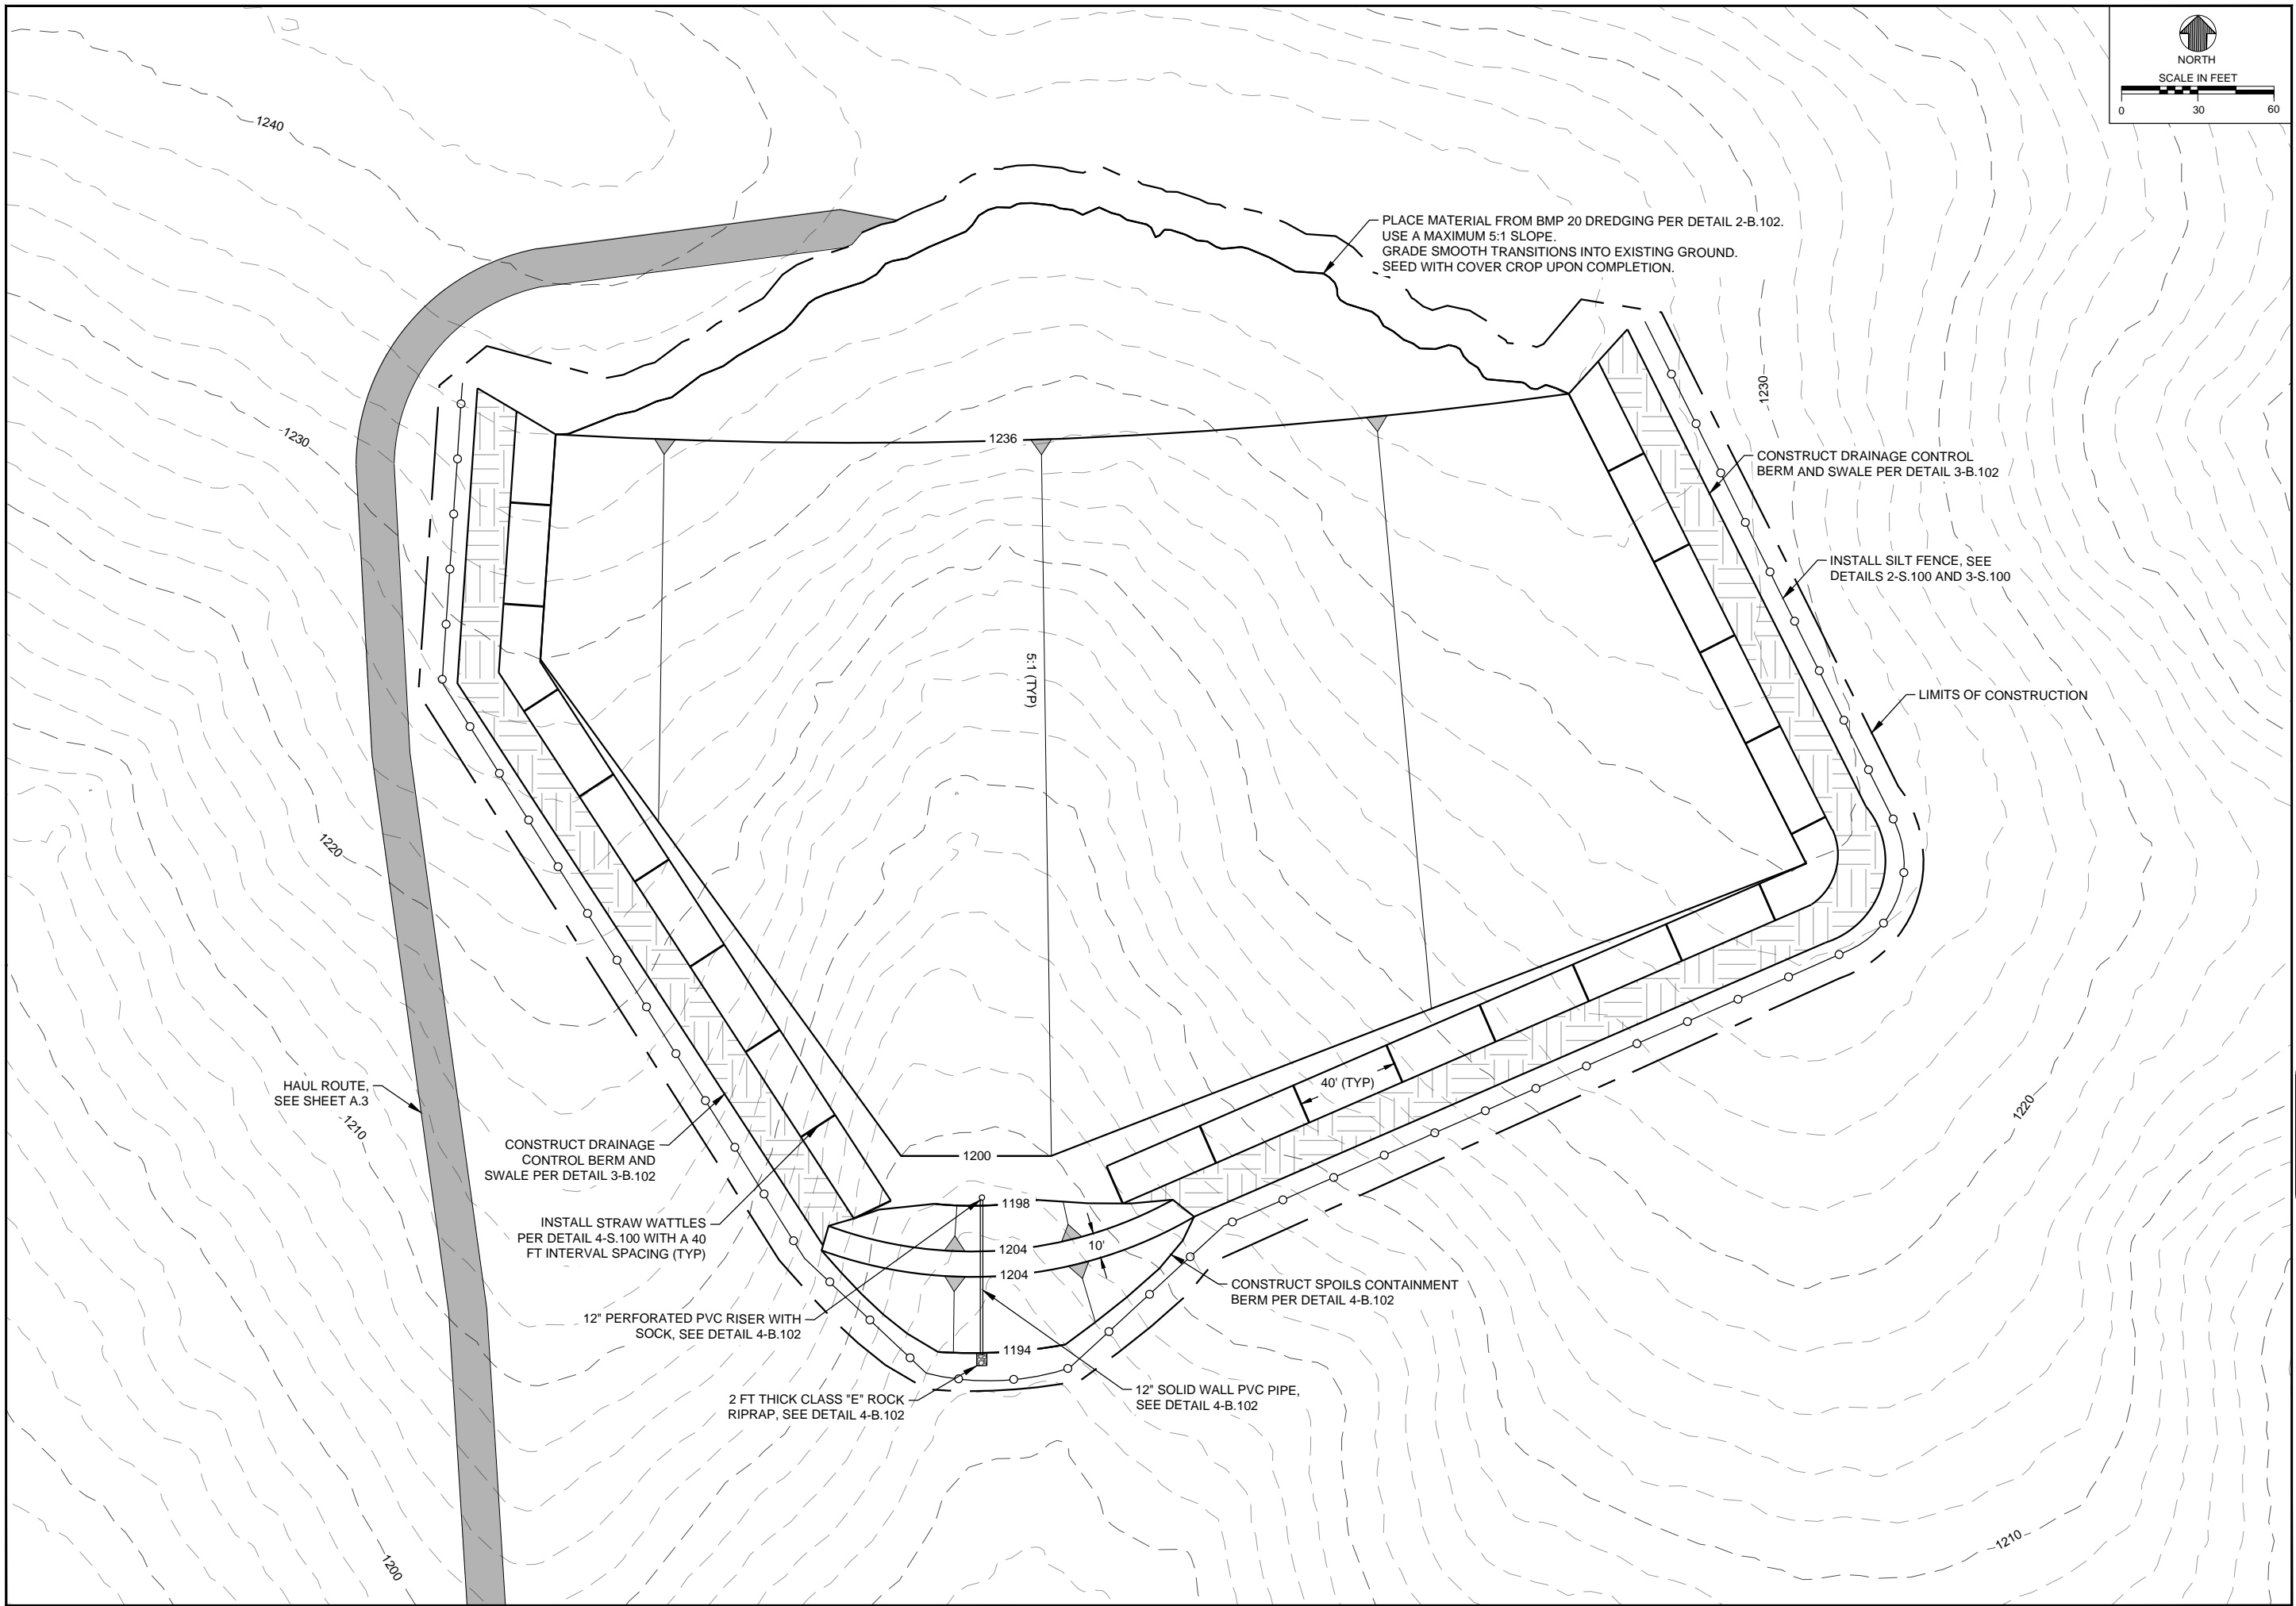 NORTH
SCALE IN FEET
0 30 60
1240
PLACE MATERIAL FROM BMP 20 DREDGING PER DETAIL 2-B.102.
USE A MAXIMUM 5:1 SLOPE.
GRADE SMOOTH TRANSITIONS INTO EXISTING GROUND.
SEED WITH COVER CROP UPON COMPLETION.
1230
1230
1236
CONSTRUCT DRAINAGE CONTROL
BERM AND SWALE PER DETAIL 3-B.102
INSTALL SILT FENCE, SEE
DETAILS 2-S.100 AND 3-S.100
5:1 (TYP)
LIMITS OF CONSTRUCTION
1220
HAUL ROUTE,
SEE SHEET A.3
40' (TYP)
1220
1210
CONSTRUCT DRAINAGE
CONTROL BERM AND
SWALE PER DETAIL 3-B.102
1200
1198
INSTALL STRAW WATTLES
PER DETAIL 4-S.100 WITH A 40
FT INTERVAL SPACING (TYP)
1204
10'
1204
CONSTRUCT SPOILS CONTAINMENT
BERM PER DETAIL 4-B.102
12" PERFORATED PVC RISER WITH
SOCK, SEE DETAIL 4-B.102
1194
12" SOLID WALL PVC PIPE,
SEE DETAIL 4-B.102
2 FT THICK CLASS "E" ROCK
RIPRAP, SEE DETAIL 4-B.102
1210
1200